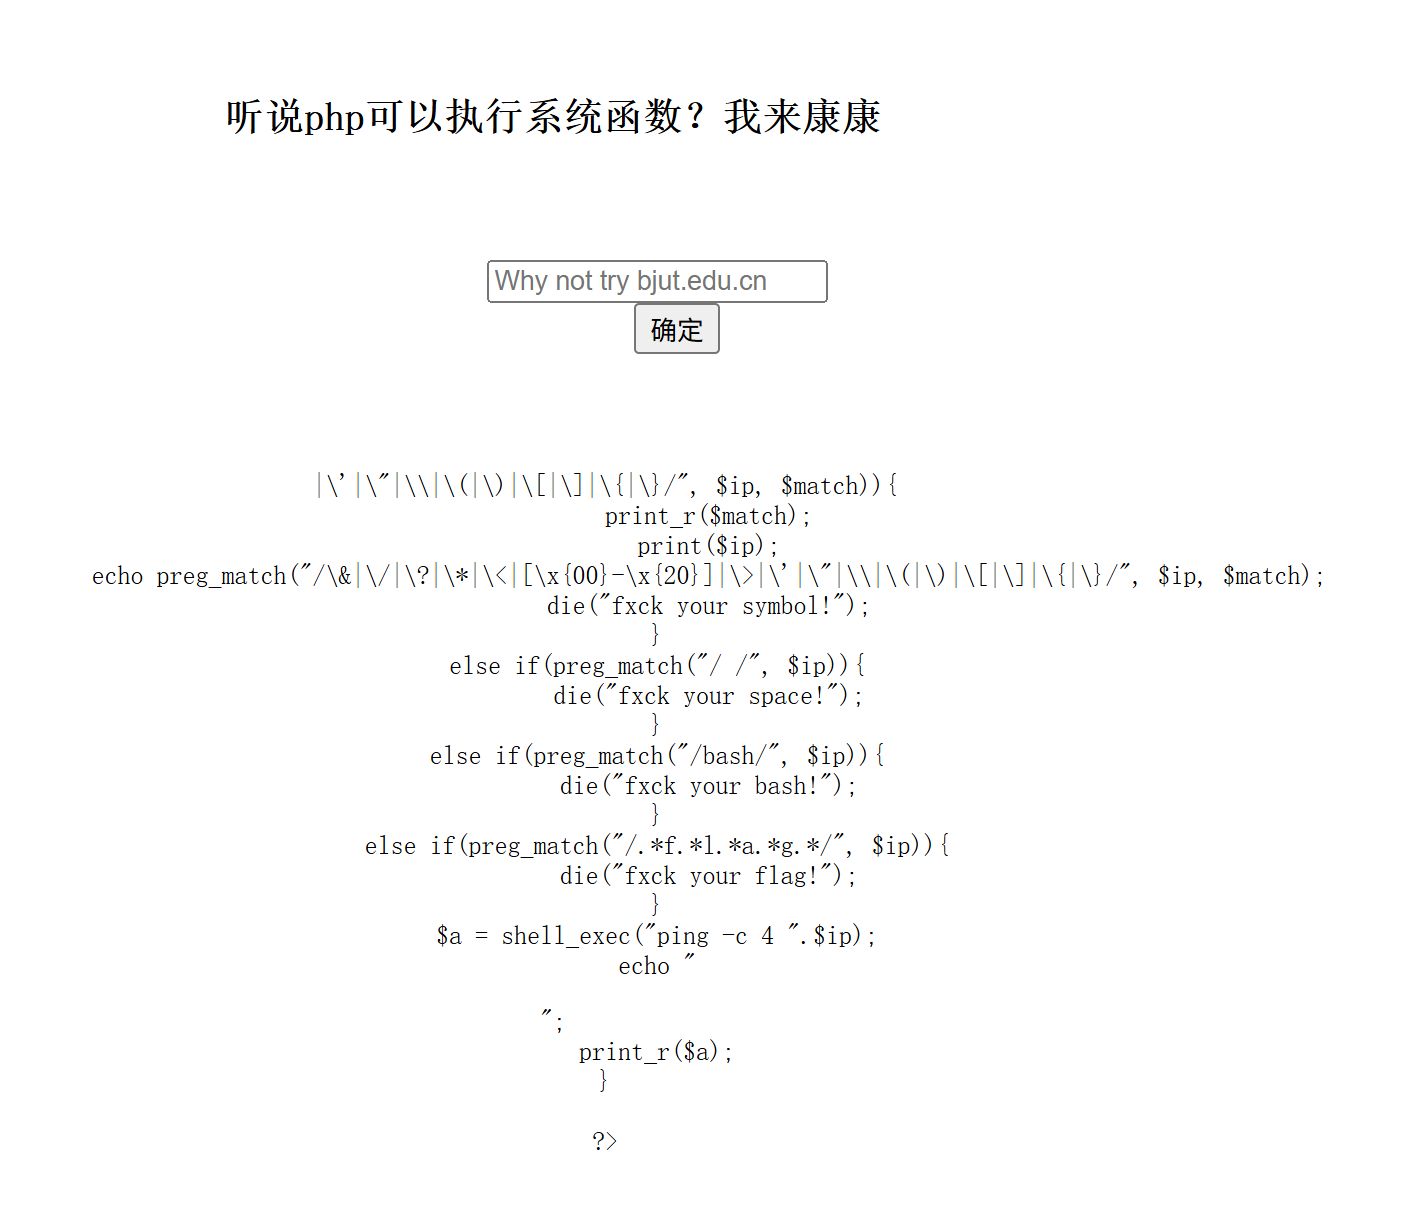 听说php可以执行系统函数？我来康康
Why not try bjut.edu.cn
确定
|\'|\"|\\|\(|\)|\[|\]|\{|\}/", $ip, $match)){
print_r($match);
print($ip);
echo preg_match("/\&|\/|\?|\*|\<|[\x{00}-\x{20}]|\>|\'|\"|\\|\(|\)|\[|\]|\{|\}/", $ip, $match);
die("fxck your symbol!");
}
else if(preg_match("/ /", $ip)){
die("fxck your space!");
}
else if(preg_match("/bash/", $ip)){
die("fxck your bash!");
}
else if(preg_match("/.*f.*l.*a.*g.*/", $ip)){
die("fxck your flag!");
}
$a = shell_exec("ping -c 4 ".$ip);
echo "
";
print_r($a);
}
?>